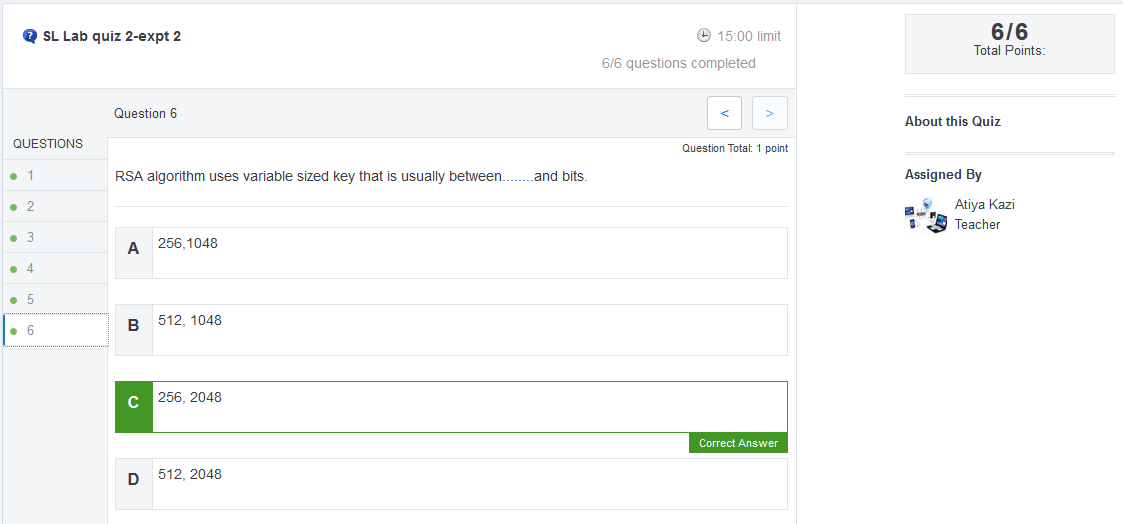 SL Lab quiz 2-expt 2
15:00 limit
6/6 questions completed
6/6
Total Points:
Question 6
<
>
QUESTIONS
Question Total: 1 point
1
2
3
4
5
6
RSA algorithm uses variable sized key that is usually between........and bits.
A
256,1048
B
512, 1048
C
256, 2048
Correct Answer
D
512, 2048
About this Quiz
Assigned By
Atiya Kazi
Teacher